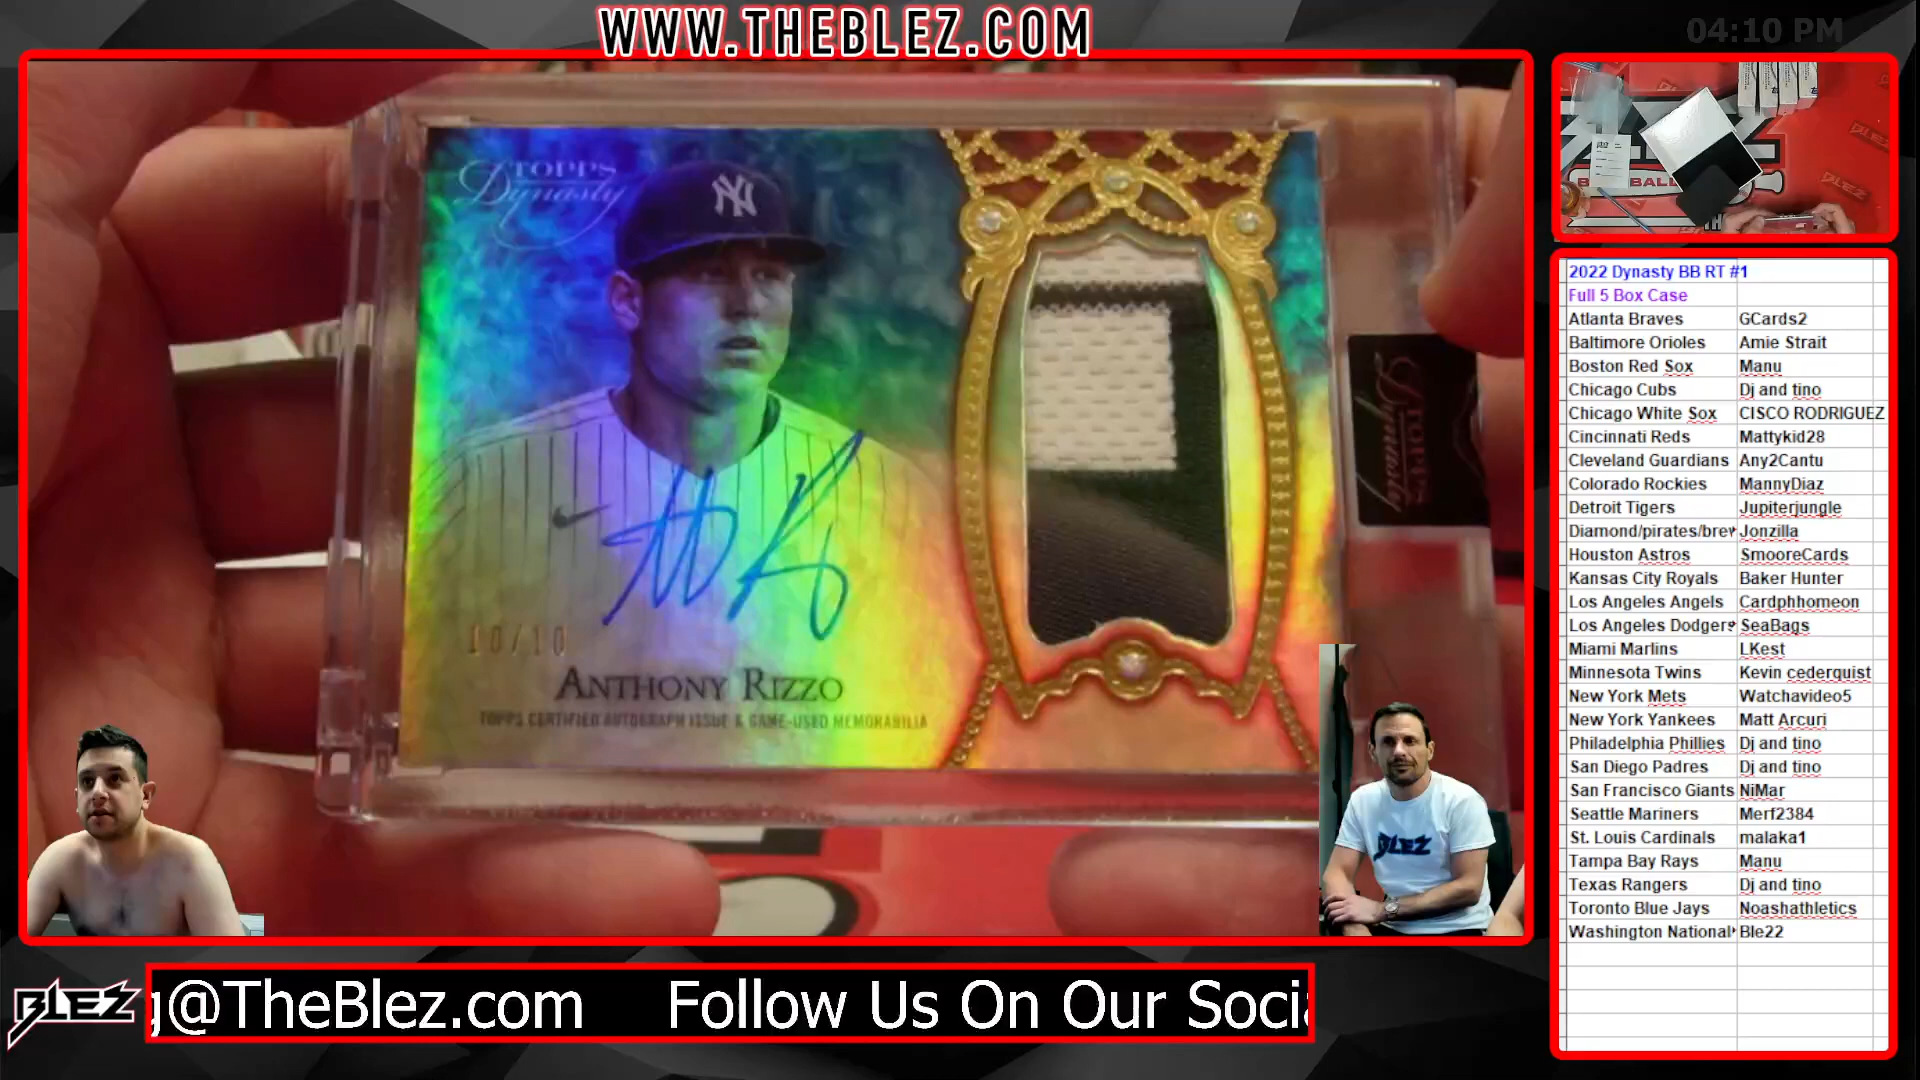 WWW.THEBLEZ.COM
04:10 PM
TOPPS
Dynasty
NY
10/10
ANTHONY RIZZO
TOPPS CERTIFIED AUTOGRAPH ISSUE & GAME-USED MEMORABILIA
TOPPS
Dynasty
BLEZ
2022 Dynasty BB RT #1
Full 5 Box Case
Atlanta Braves GCards2
Baltimore Orioles Amie Strait
Boston Red Sox Manu
Chicago Cubs Dj and tino
Chicago White Sox CISCO RODRIGUEZ
Cincinnati Reds Mattykid28
Cleveland Guardians Any2Cantu
Colorado Rockies MannyDiaz
Detroit Tigers Jupiterjungle
Diamond/pirates/brew Jonzilla
Houston Astros SmooreCards
Kansas City Royals Baker Hunter
Los Angeles Angels Cardphhomeon
Los Angeles Dodgers SeaBags
Miami Marlins LKest
Minnesota Twins Kevin cederquist
New York Mets Watchavideo5
New York Yankees Matt Arcuri
Philadelphia Phillies Dj and tino
San Diego Padres Dj and tino
San Francisco Giants NiMar
Seattle Mariners Merf2384
St. Louis Cardinals malaka1
Tampa Bay Rays Manu
Texas Rangers Dj and tino
Toronto Blue Jays Noashathletics
Washington National Ble22
BLEZ
g@TheBlez.com Follow Us On Our Socia